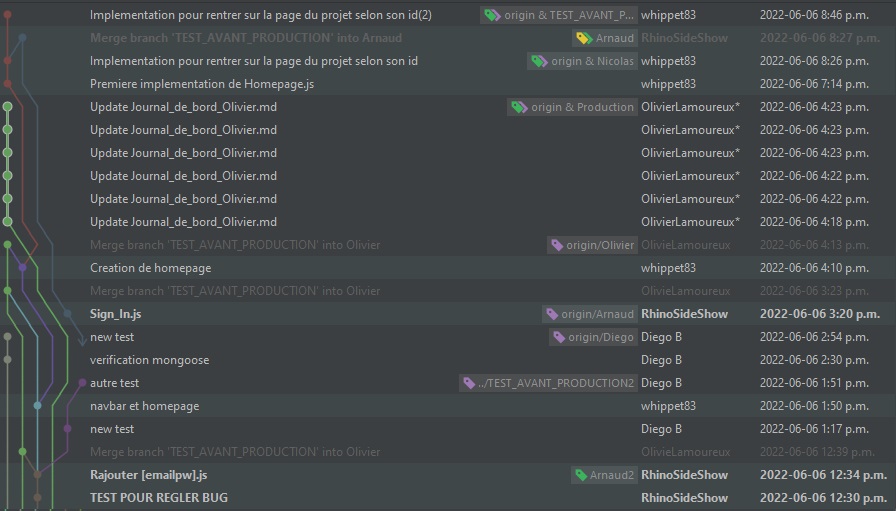 Implementation pour rentrer sur la page du projet selon son id(2) origin & TEST_AVANT_P... whippet83 2022-06-06 8:46 p.m.
Merge branch 'TEST_AVANT_PRODUCTION' into Arnaud Arnaud RhinoSideShow 2022-06-06 8:27 p.m.
Implementation pour rentrer sur la page du projet selon son id origin & Nicolas whippet83 2022-06-06 8:26 p.m.
Premiere implementation de Homepage.js whippet83 2022-06-06 7:14 p.m.
Update Journal_de_bord_Olivier.md origin & Production OlivierLamoureux* 2022-06-06 4:23 p.m.
Update Journal_de_bord_Olivier.md OlivierLamoureux* 2022-06-06 4:23 p.m.
Update Journal_de_bord_Olivier.md OlivierLamoureux* 2022-06-06 4:23 p.m.
Update Journal_de_bord_Olivier.md OlivierLamoureux* 2022-06-06 4:22 p.m.
Update Journal_de_bord_Olivier.md OlivierLamoureux* 2022-06-06 4:22 p.m.
Update Journal_de_bord_Olivier.md OlivierLamoureux* 2022-06-06 4:18 p.m.
Merge branch 'TEST_AVANT_PRODUCTION' into Olivier origin/Olivier OlivieLamoureux 2022-06-06 4:13 p.m.
Creation de homepage whippet83 2022-06-06 4:10 p.m.
Merge branch 'TEST_AVANT_PRODUCTION' into Olivier OlivieLamoureux 2022-06-06 3:23 p.m.
Sign_In.js origin/Arnaud RhinoSideShow 2022-06-06 3:20 p.m.
new test origin/Diego Diego B 2022-06-06 2:54 p.m.
verification mongoose Diego B 2022-06-06 2:30 p.m.
autre test ../TEST_AVANT_PRODUCTION2 Diego B 2022-06-06 1:51 p.m.
navbar et homepage whippet83 2022-06-06 1:50 p.m.
new test Diego B 2022-06-06 1:17 p.m.
Merge branch 'TEST_AVANT_PRODUCTION' into Olivier OlivieLamoureux 2022-06-06 12:39 p.m.
Rajouter [emailpw].js Arnaud2 RhinoSideShow 2022-06-06 12:34 p.m.
TEST POUR REGLER BUG RhinoSideShow 2022-06-06 12:30 p.m.